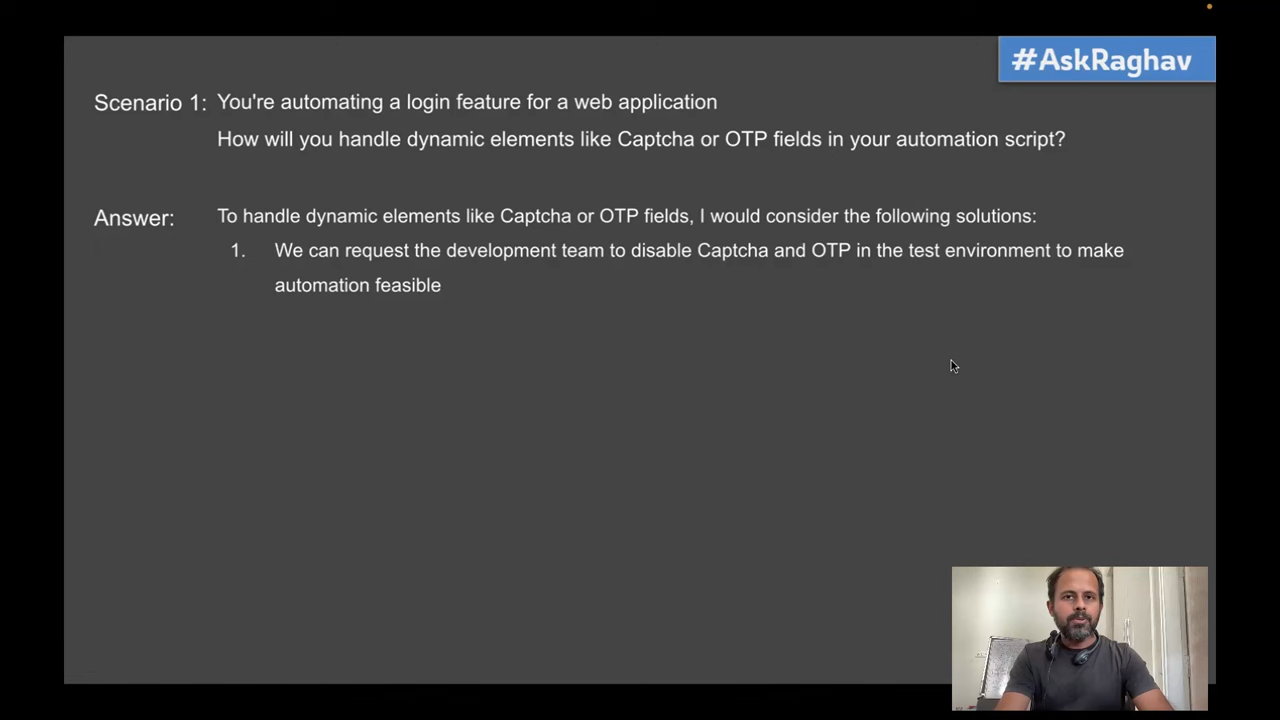 #AskRaghav
Scenario 1: You're automating a login feature for a web application
How will you handle dynamic elements like Captcha or OTP fields in your automation script?
Answer: To handle dynamic elements like Captcha or OTP fields, I would consider the following solutions:
1. We can request the development team to disable Captcha and OTP in the test environment to make
automation feasible